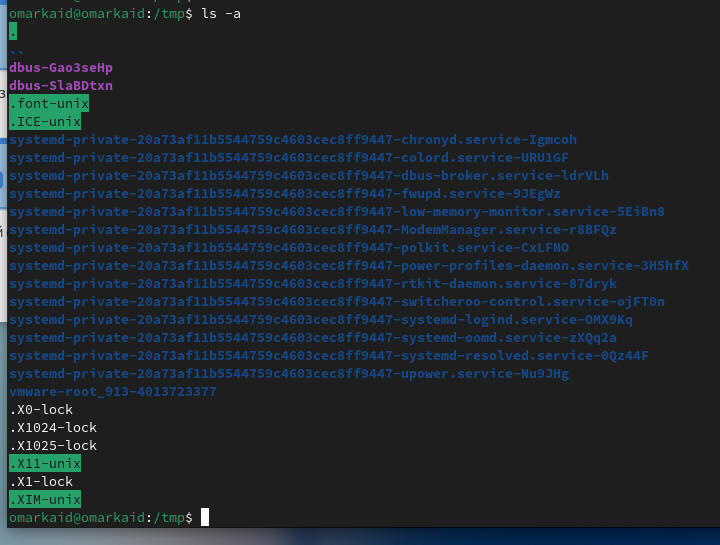 omarkaid@omarkaid:/tmp$ ls -a
.
..
dbus-Gao3seHp
dbus-SlaBDtxn
.font-unix
.ICE-unix
systemd-private-20a73af11b5544759c4603cec8ff9447-chronyd.service-Igmcoh
systemd-private-20a73af11b5544759c4603cec8ff9447-colord.service-URU1GF
systemd-private-20a73af11b5544759c4603cec8ff9447-dbus-broker.service-ldrVLh
systemd-private-20a73af11b5544759c4603cec8ff9447-fwupd.service-9JEgWz
systemd-private-20a73af11b5544759c4603cec8ff9447-low-memory-monitor.service-5EiBn8
systemd-private-20a73af11b5544759c4603cec8ff9447-ModemManager.service-r8BFQz
systemd-private-20a73af11b5544759c4603cec8ff9447-polkit.service-CxLFNO
systemd-private-20a73af11b5544759c4603cec8ff9447-power-profiles-daemon.service-3H5hfX
systemd-private-20a73af11b5544759c4603cec8ff9447-rtkit-daemon.service-87dryk
systemd-private-20a73af11b5544759c4603cec8ff9447-switcheroo-control.service-ojFT0n
systemd-private-20a73af11b5544759c4603cec8ff9447-systemd-logind.service-OMX9Kq
systemd-private-20a73af11b5544759c4603cec8ff9447-systemd-oomd.service-zXQq2a
systemd-private-20a73af11b5544759c4603cec8ff9447-systemd-resolved.service-0Qz44F
systemd-private-20a73af11b5544759c4603cec8ff9447-upower.service-Nu9JHg
vmware-root_913-4013723377
.X0-lock
.X1024-lock
.X1025-lock
.X11-unix
.X1-lock
.XIM-unix
omarkaid@omarkaid:/tmp$